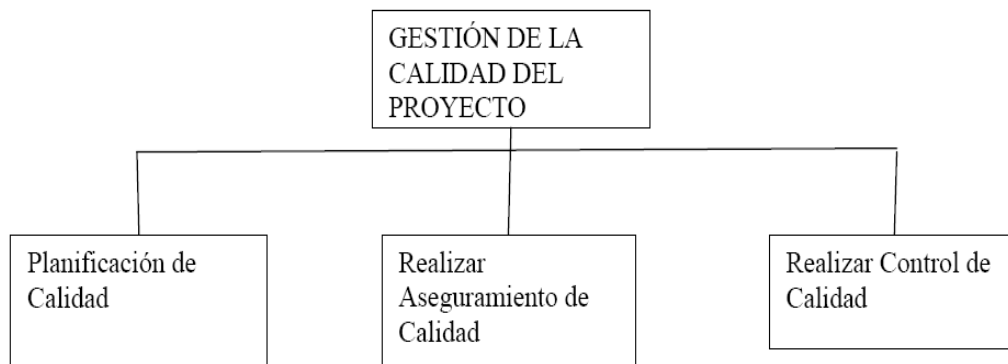 GESTIÓN DE LA
CALIDAD DEL
PROYECTO
Planificación de
Calidad
Realizar
Aseguramiento de
Calidad
Realizar Control de
Calidad